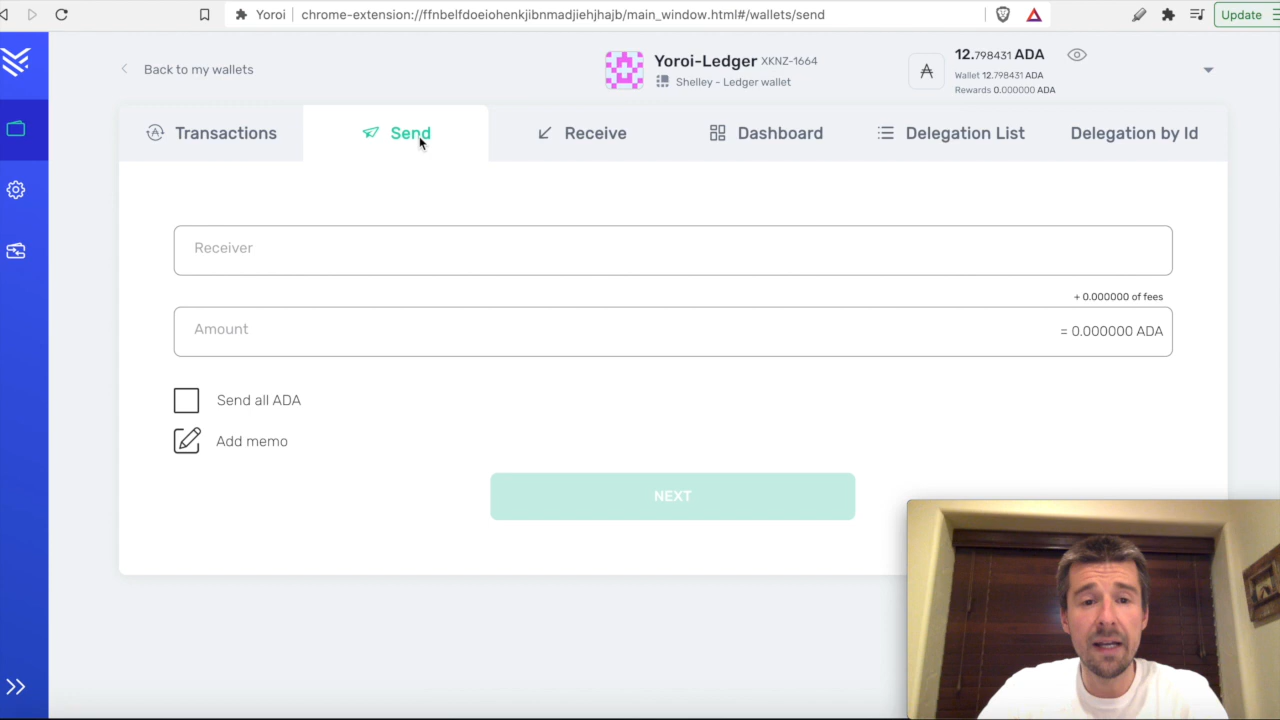 Yoroi
chrome-extension://ffnbelfdoeiohenkjibnmadjiehjhajb/main_window.html#/wallets/send
Update
Back to my wallets
Yoroi-Ledger XKNZ-1664
Shelley - Ledger wallet
12.798431 ADA
Wallet 12.798431 ADA
Rewards 0.000000 ADA
Transactions
Send
Receive
Dashboard
Delegation List
Delegation by Id
Receiver
+ 0.000000 of fees
Amount
= 0.000000 ADA
Send all ADA
Add memo
NEXT